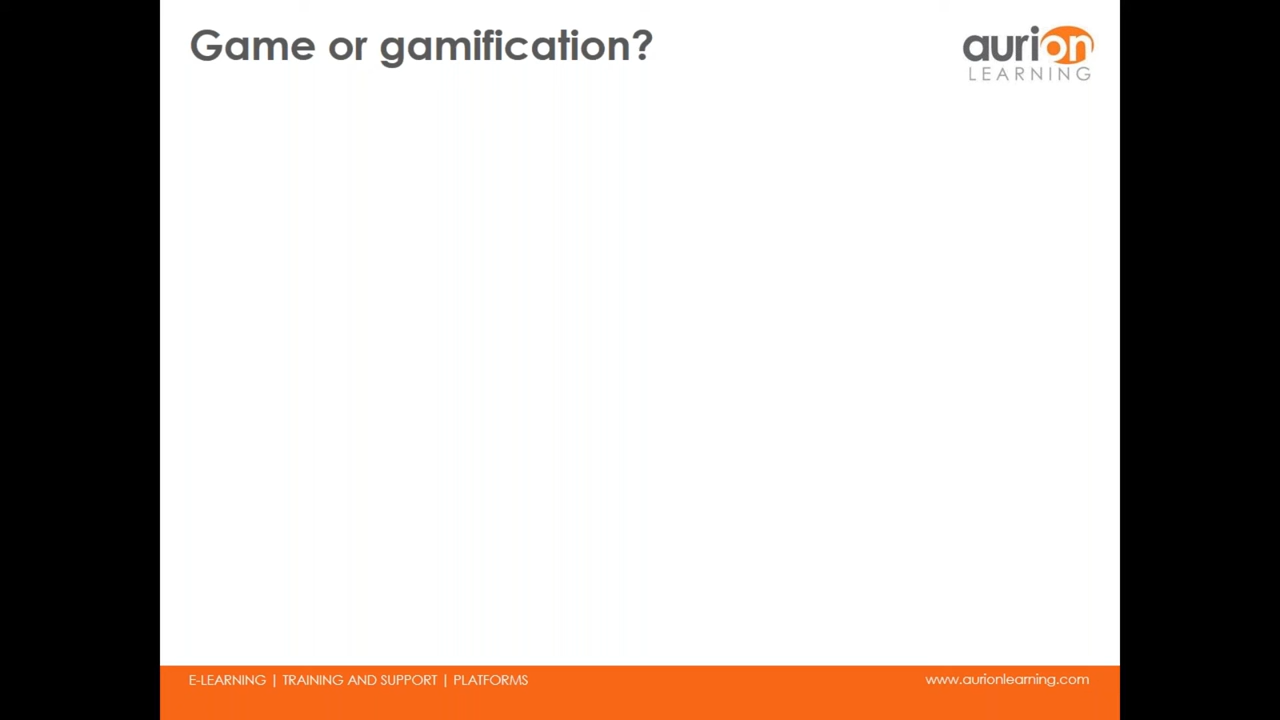 Game or gamification?
aurion
LEARNING
E-LEARNING | TRAINING AND SUPPORT | PLATFORMS
www.aurionlearning.com